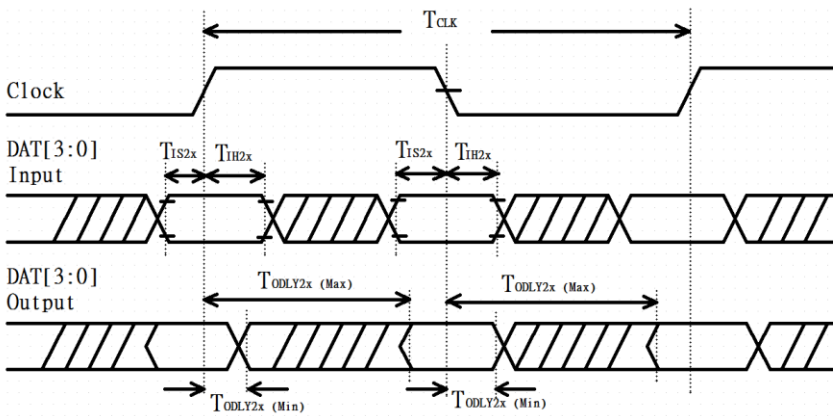 TCLK
Clock
DAT[3:0]
Input
TIS2x TIH2x TIS2x TIH2x
DAT[3:0]
Output
TODLY2x (Max) TODLY2x (Max)
TODLY2x (Min) TODLY2x (Min)